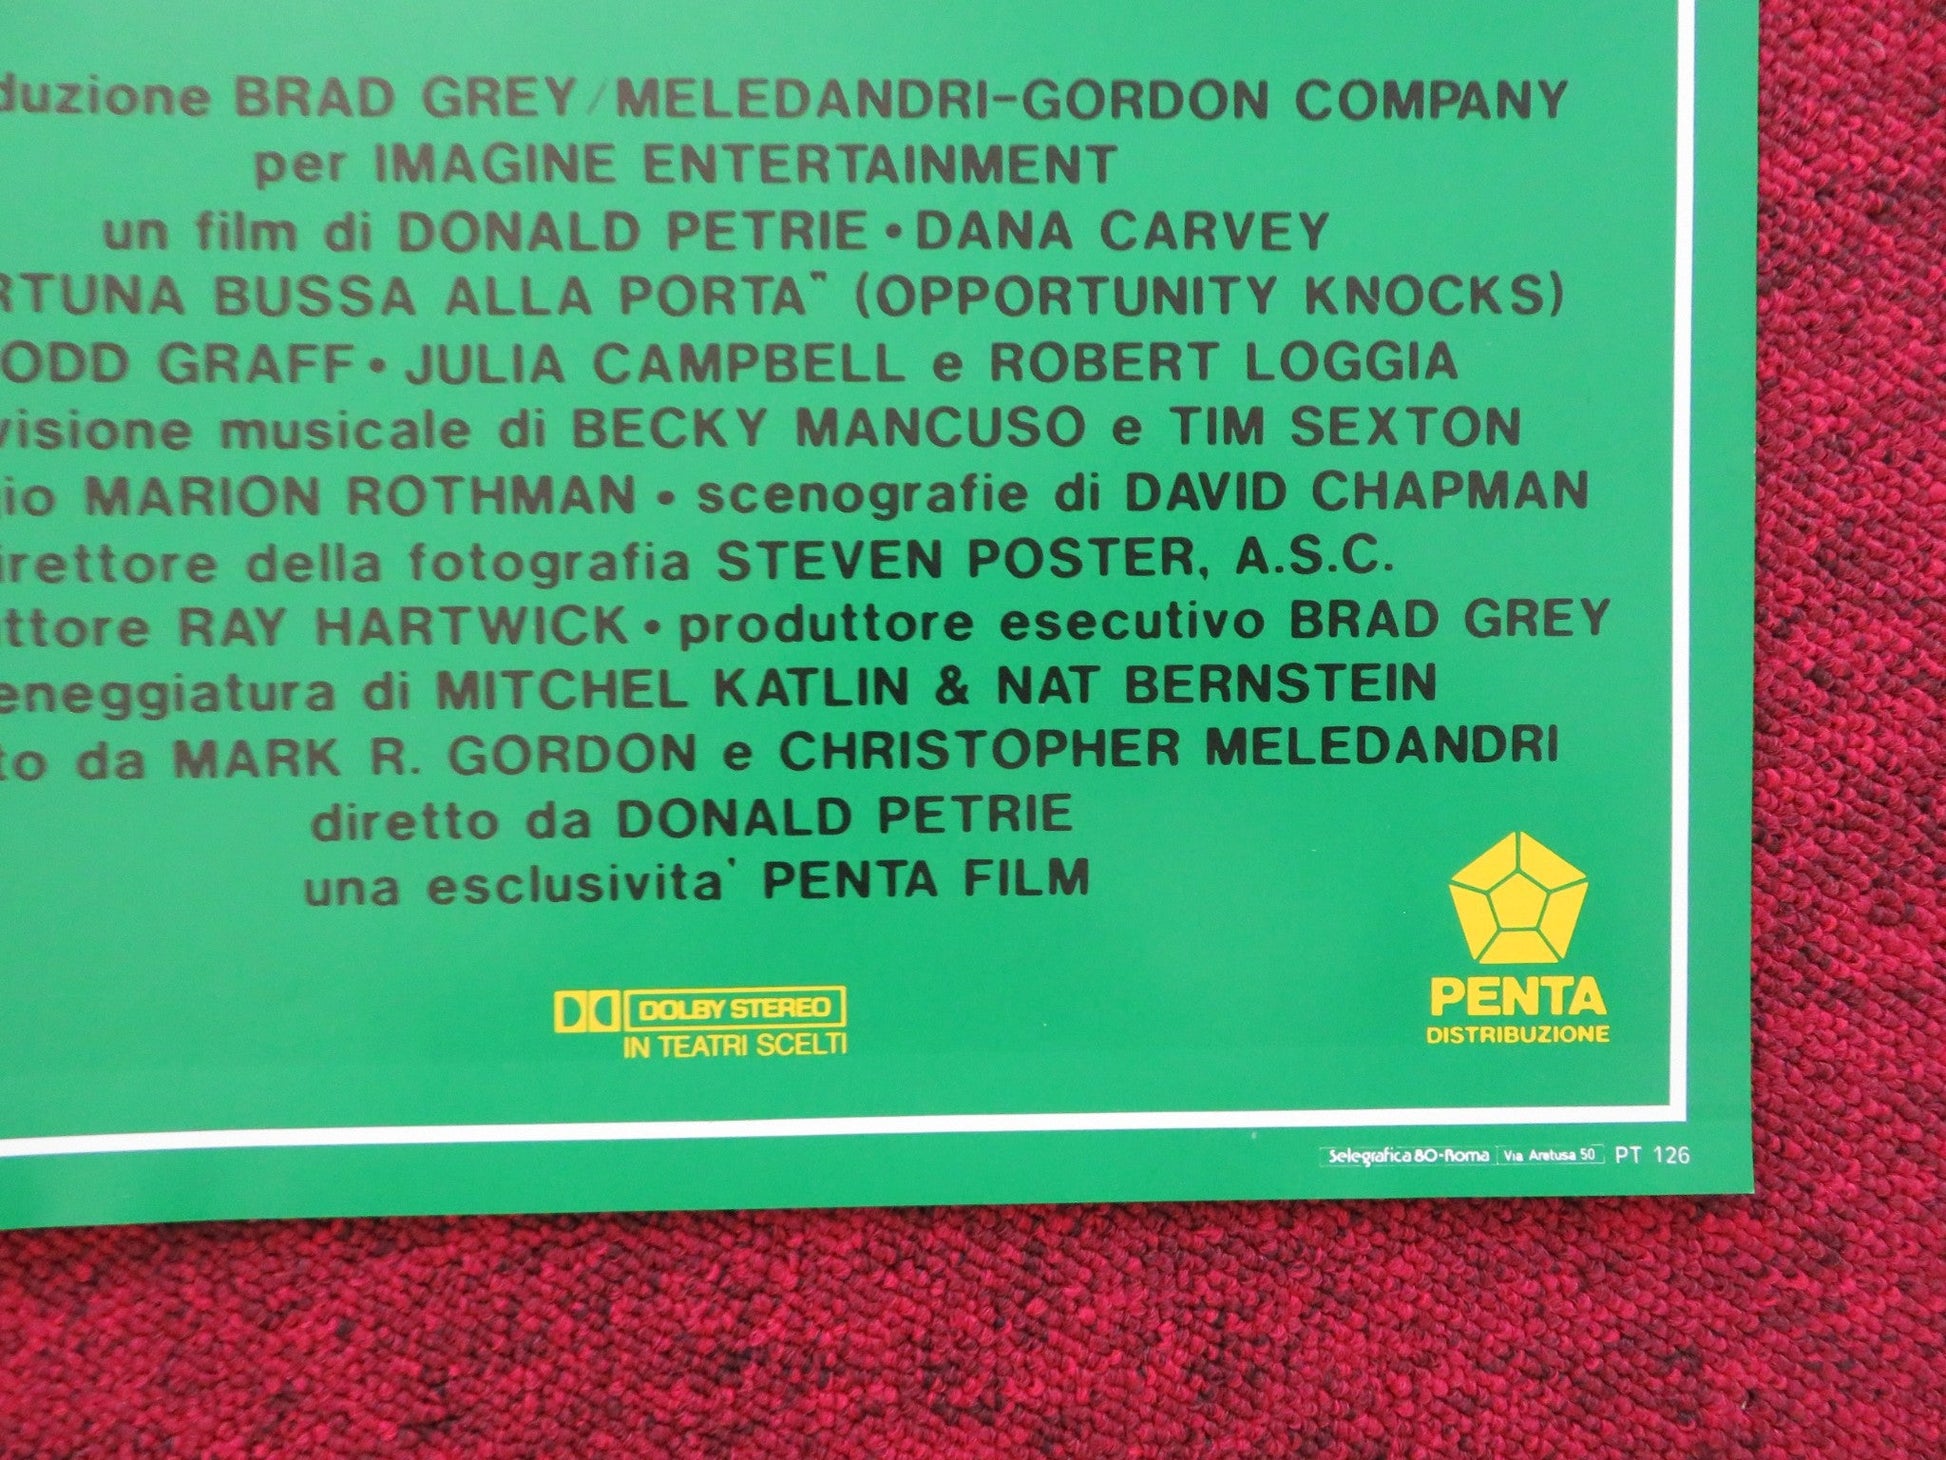 duzione BRAD GREY/MELEDANDRI-GORDON COMPANY
per IMAGINE ENTERTAINMENT
un film di DONALD PETRIE • DANA CARVEY
RTUNA BUSSA ALLA PORTA" (OPPORTUNITY KNOCKS)
ODD GRAFF • JULIA CAMPBELL e ROBERT LOGGIA
visione musicale di BECKY MANCUSO e TIM SEXTON
gio MARION ROTHMAN • scenografie di DAVID CHAPMAN
irettore della fotografia STEVEN POSTER, A.S.C.
uttore RAY HARTWICK • produttore esecutivo BRAD GREY
eneggiatura di MITCHEL KATLIN & NAT BERNSTEIN
to da MARK R. GORDON e CHRISTOPHER MELEDANDRI
diretto da DONALD PETRIE
una esclusivita' PENTA FILM
DOLBY STEREO
IN TEATRI SCELTI
PENTA
DISTRIBUZIONE
Selegrafica 80-Roma Via Aretusa 50 PT 126